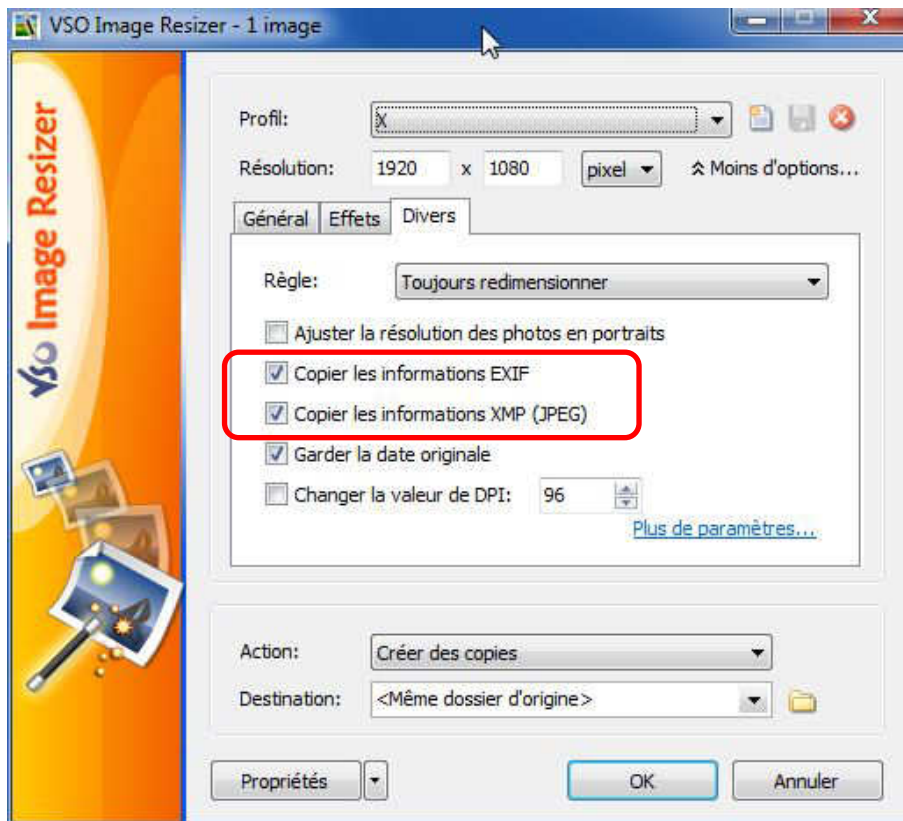 VSO Image Resizer - 1 image
VSO Image Resizer
Profil: X
Résolution: 1920 x 1080 pixel Moins d'options...
Général Effets Divers
Règle: Toujours redimensionner
Ajuster la résolution des photos en portraits
Copier les informations EXIF
Copier les informations XMP (JPEG)
Garder la date originale
Changer la valeur de DPI: 96
Plus de paramètres...
Action: Créer des copies
Destination: <Même dossier d'origine>
Propriétés OK Annuler